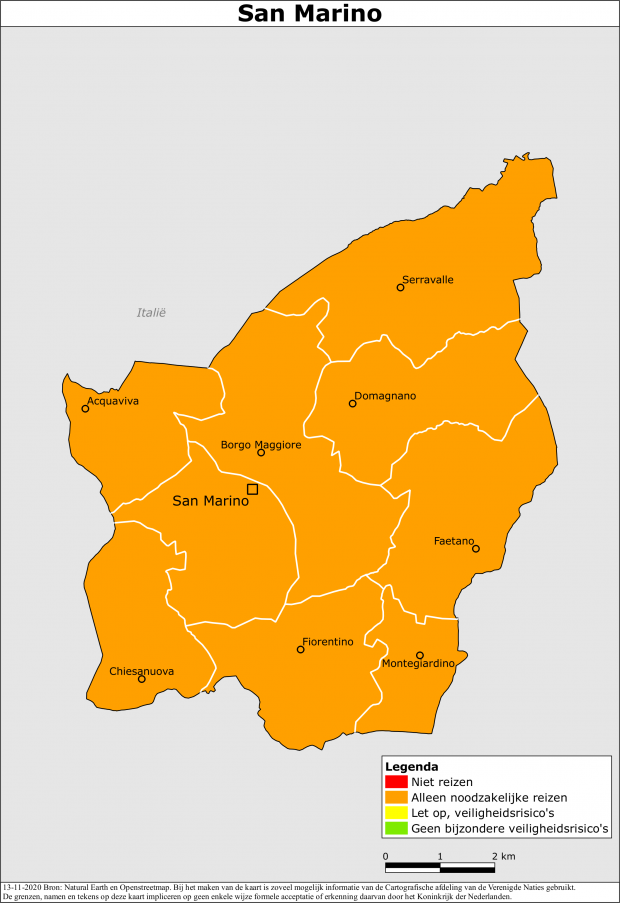 San Marino
Serravalle
Italië
Domagnano
Acquaviva
Borgo Maggiore
San Marino
Faetano
Fiorentino
Montegiardino
Chiesanuova
Legenda
Niet reizen
Alleen noodzakelijke reizen
Let op, veiligheidsrisico's
Geen bijzondere veiligheidsrisico's
0 1 2 km
13-11-2020 Bron: Natural Earth en Openstreetmap. Bij het maken van de kaart is zoveel mogelijk informatie van de Cartografische afdeling van de Verenigde Naties gebruikt.
De grenzen, namen en tekens op deze kaart impliceren op geen enkele wijze formele acceptatie of erkenning daarvan door het Koninkrijk der Nederlanden.